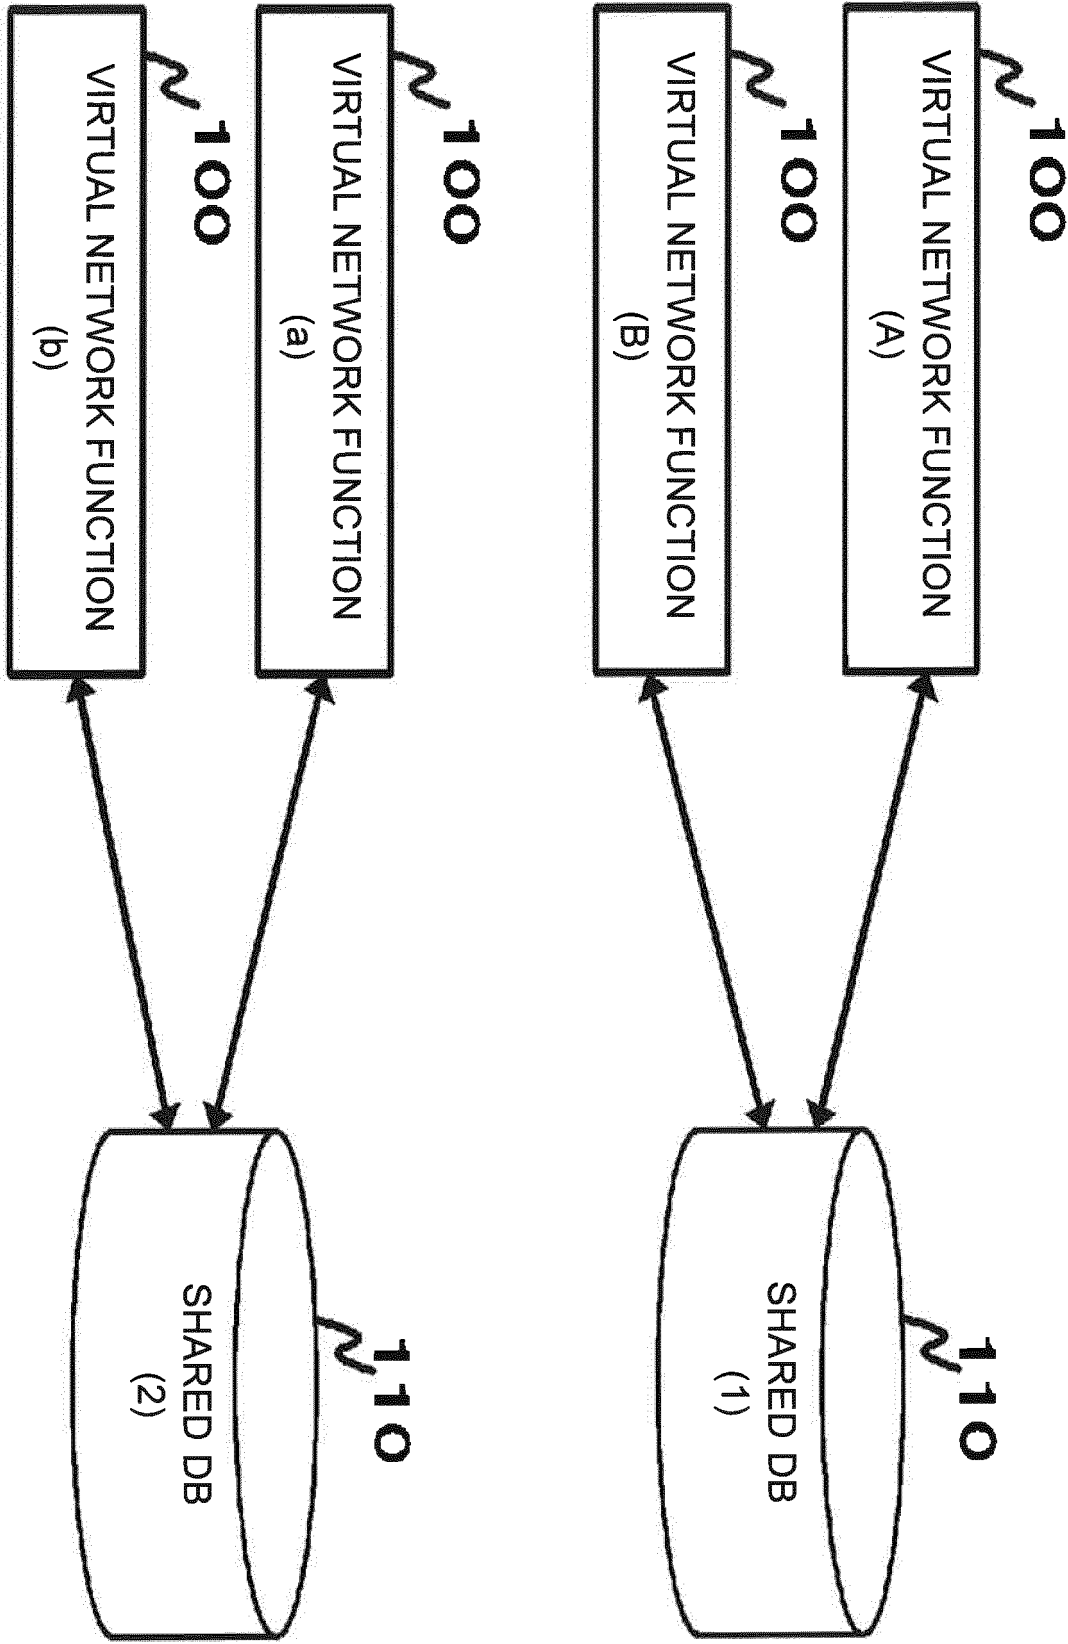 100
VIRTUAL NETWORK FUNCTION
(A)
110
SHARED DB
(1)
100
VIRTUAL NETWORK FUNCTION
(B)
100
VIRTUAL NETWORK FUNCTION
(a)
110
SHARED DB
(2)
100
VIRTUAL NETWORK FUNCTION
(b)